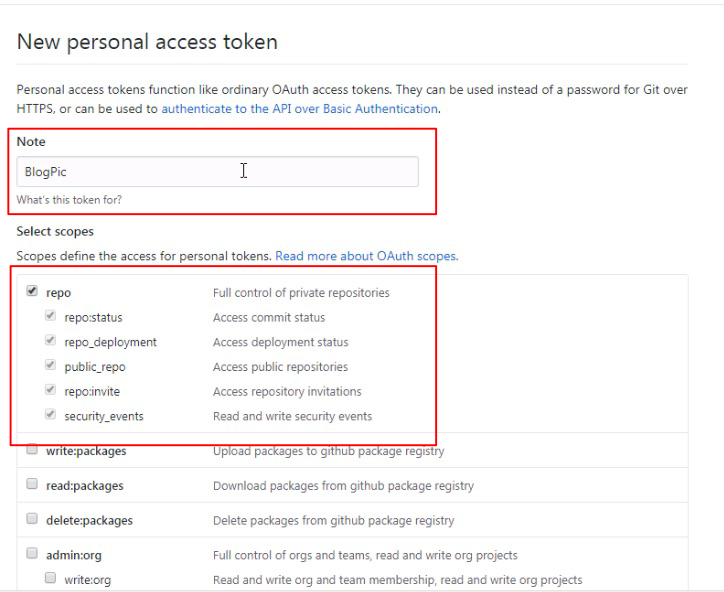 New personal access token
Personal access tokens function like ordinary OAuth access tokens. They can be used instead of a password for Git over
HTTPS, or can be used to authenticate to the API over Basic Authentication.
Note
BlogPic
What's this token for?
Select scopes
Scopes define the access for personal tokens. Read more about OAuth scopes.
repo Full control of private repositories
repo:status Access commit status
repo_deployment Access deployment status
public_repo Access public repositories
repo:invite Access repository invitations
security_events Read and write security events
write:packages Upload packages to github package registry
read:packages Download packages from github package registry
delete:packages Delete packages from github package registry
admin:org Full control of orgs and teams, read and write org projects
write:org Read and write org and team membership, read and write org projects